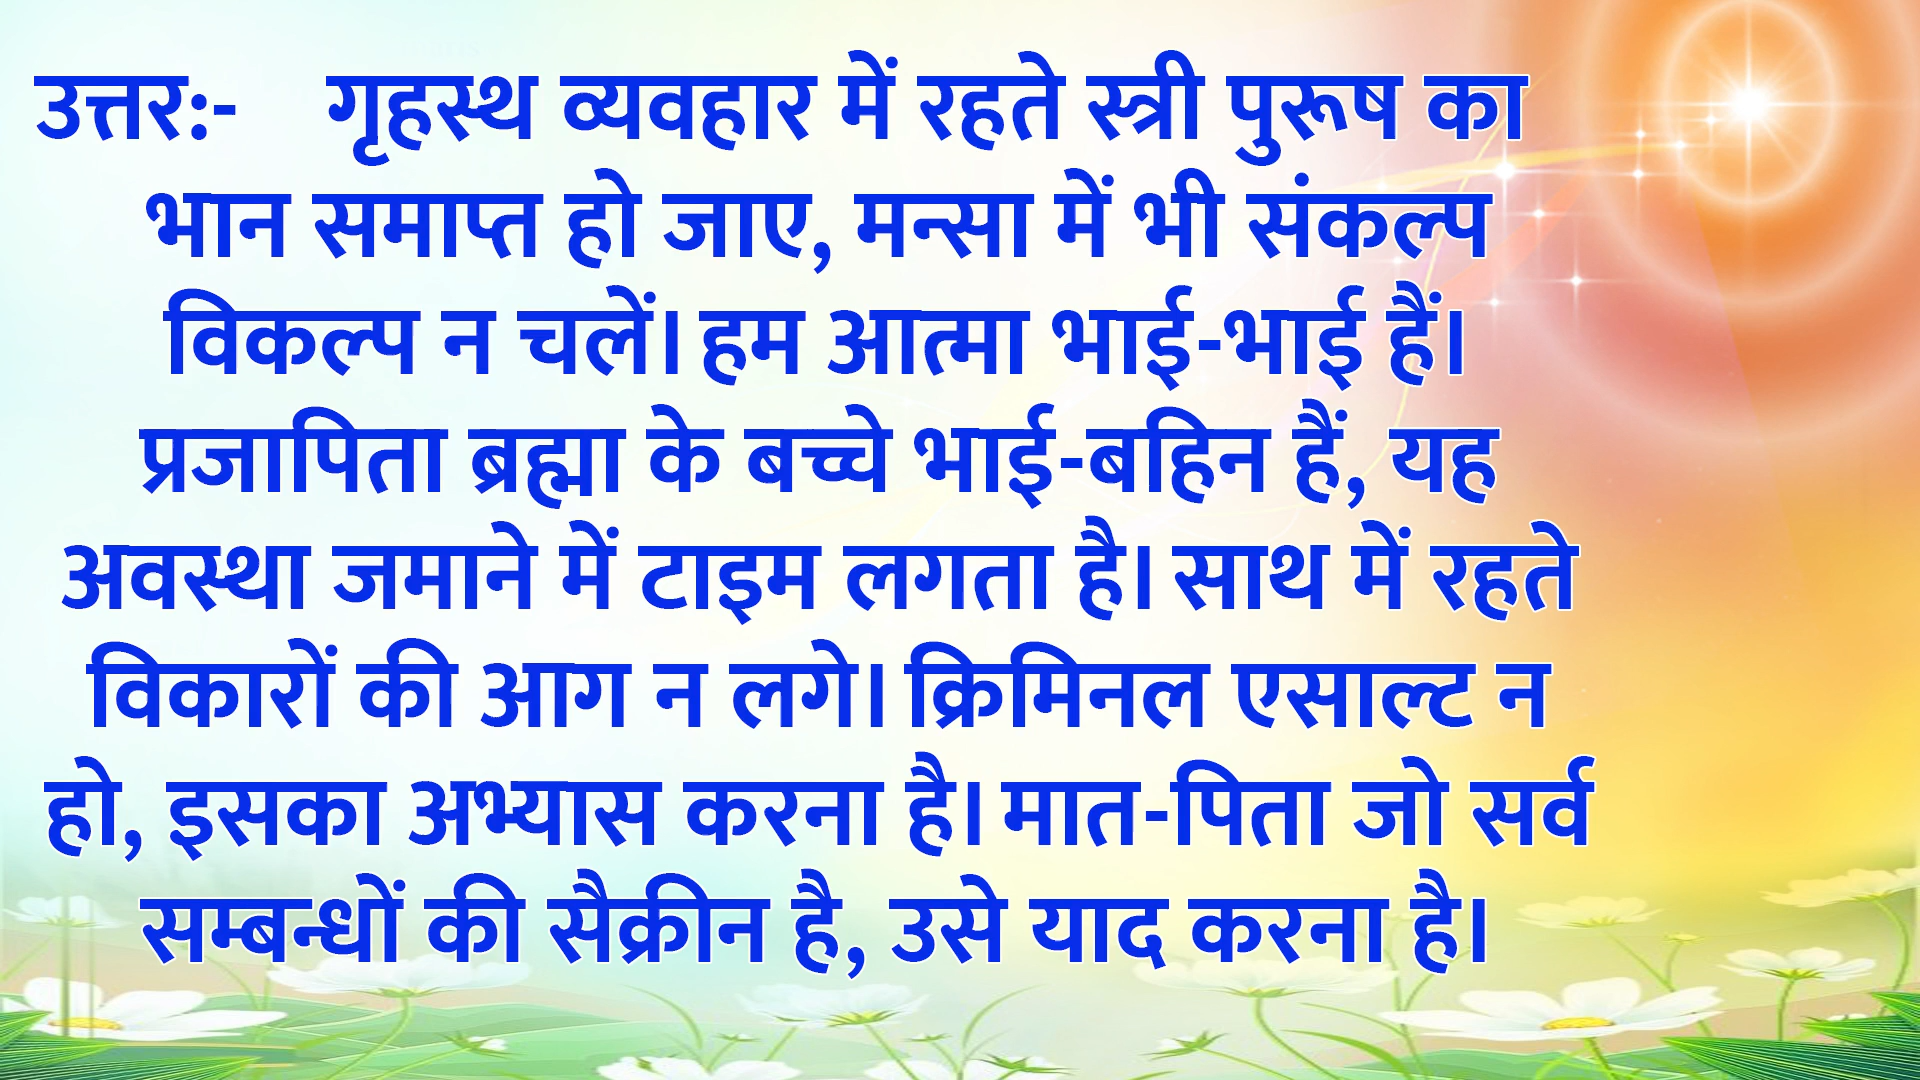 उत्तर:- गृहस्थ व्यवहार में रहते स्त्री पुरूष का
भान समाप्त हो जाए, मन्सा में भी संकल्प
विकल्प न चलें। हम आत्मा भाई-भाई हैं।
प्रजापिता ब्रह्मा के बच्चे भाई-बहिन हैं, यह
अवस्था जमाने में टाइम लगता है। साथ में रहते
विकारों की आग न लगे। क्रिमिनल एसाल्ट न
हो, इसका अभ्यास करना है। मात-पिता जो सर्व
सम्बन्धों की सैक्रीन है, उसे याद करना है।